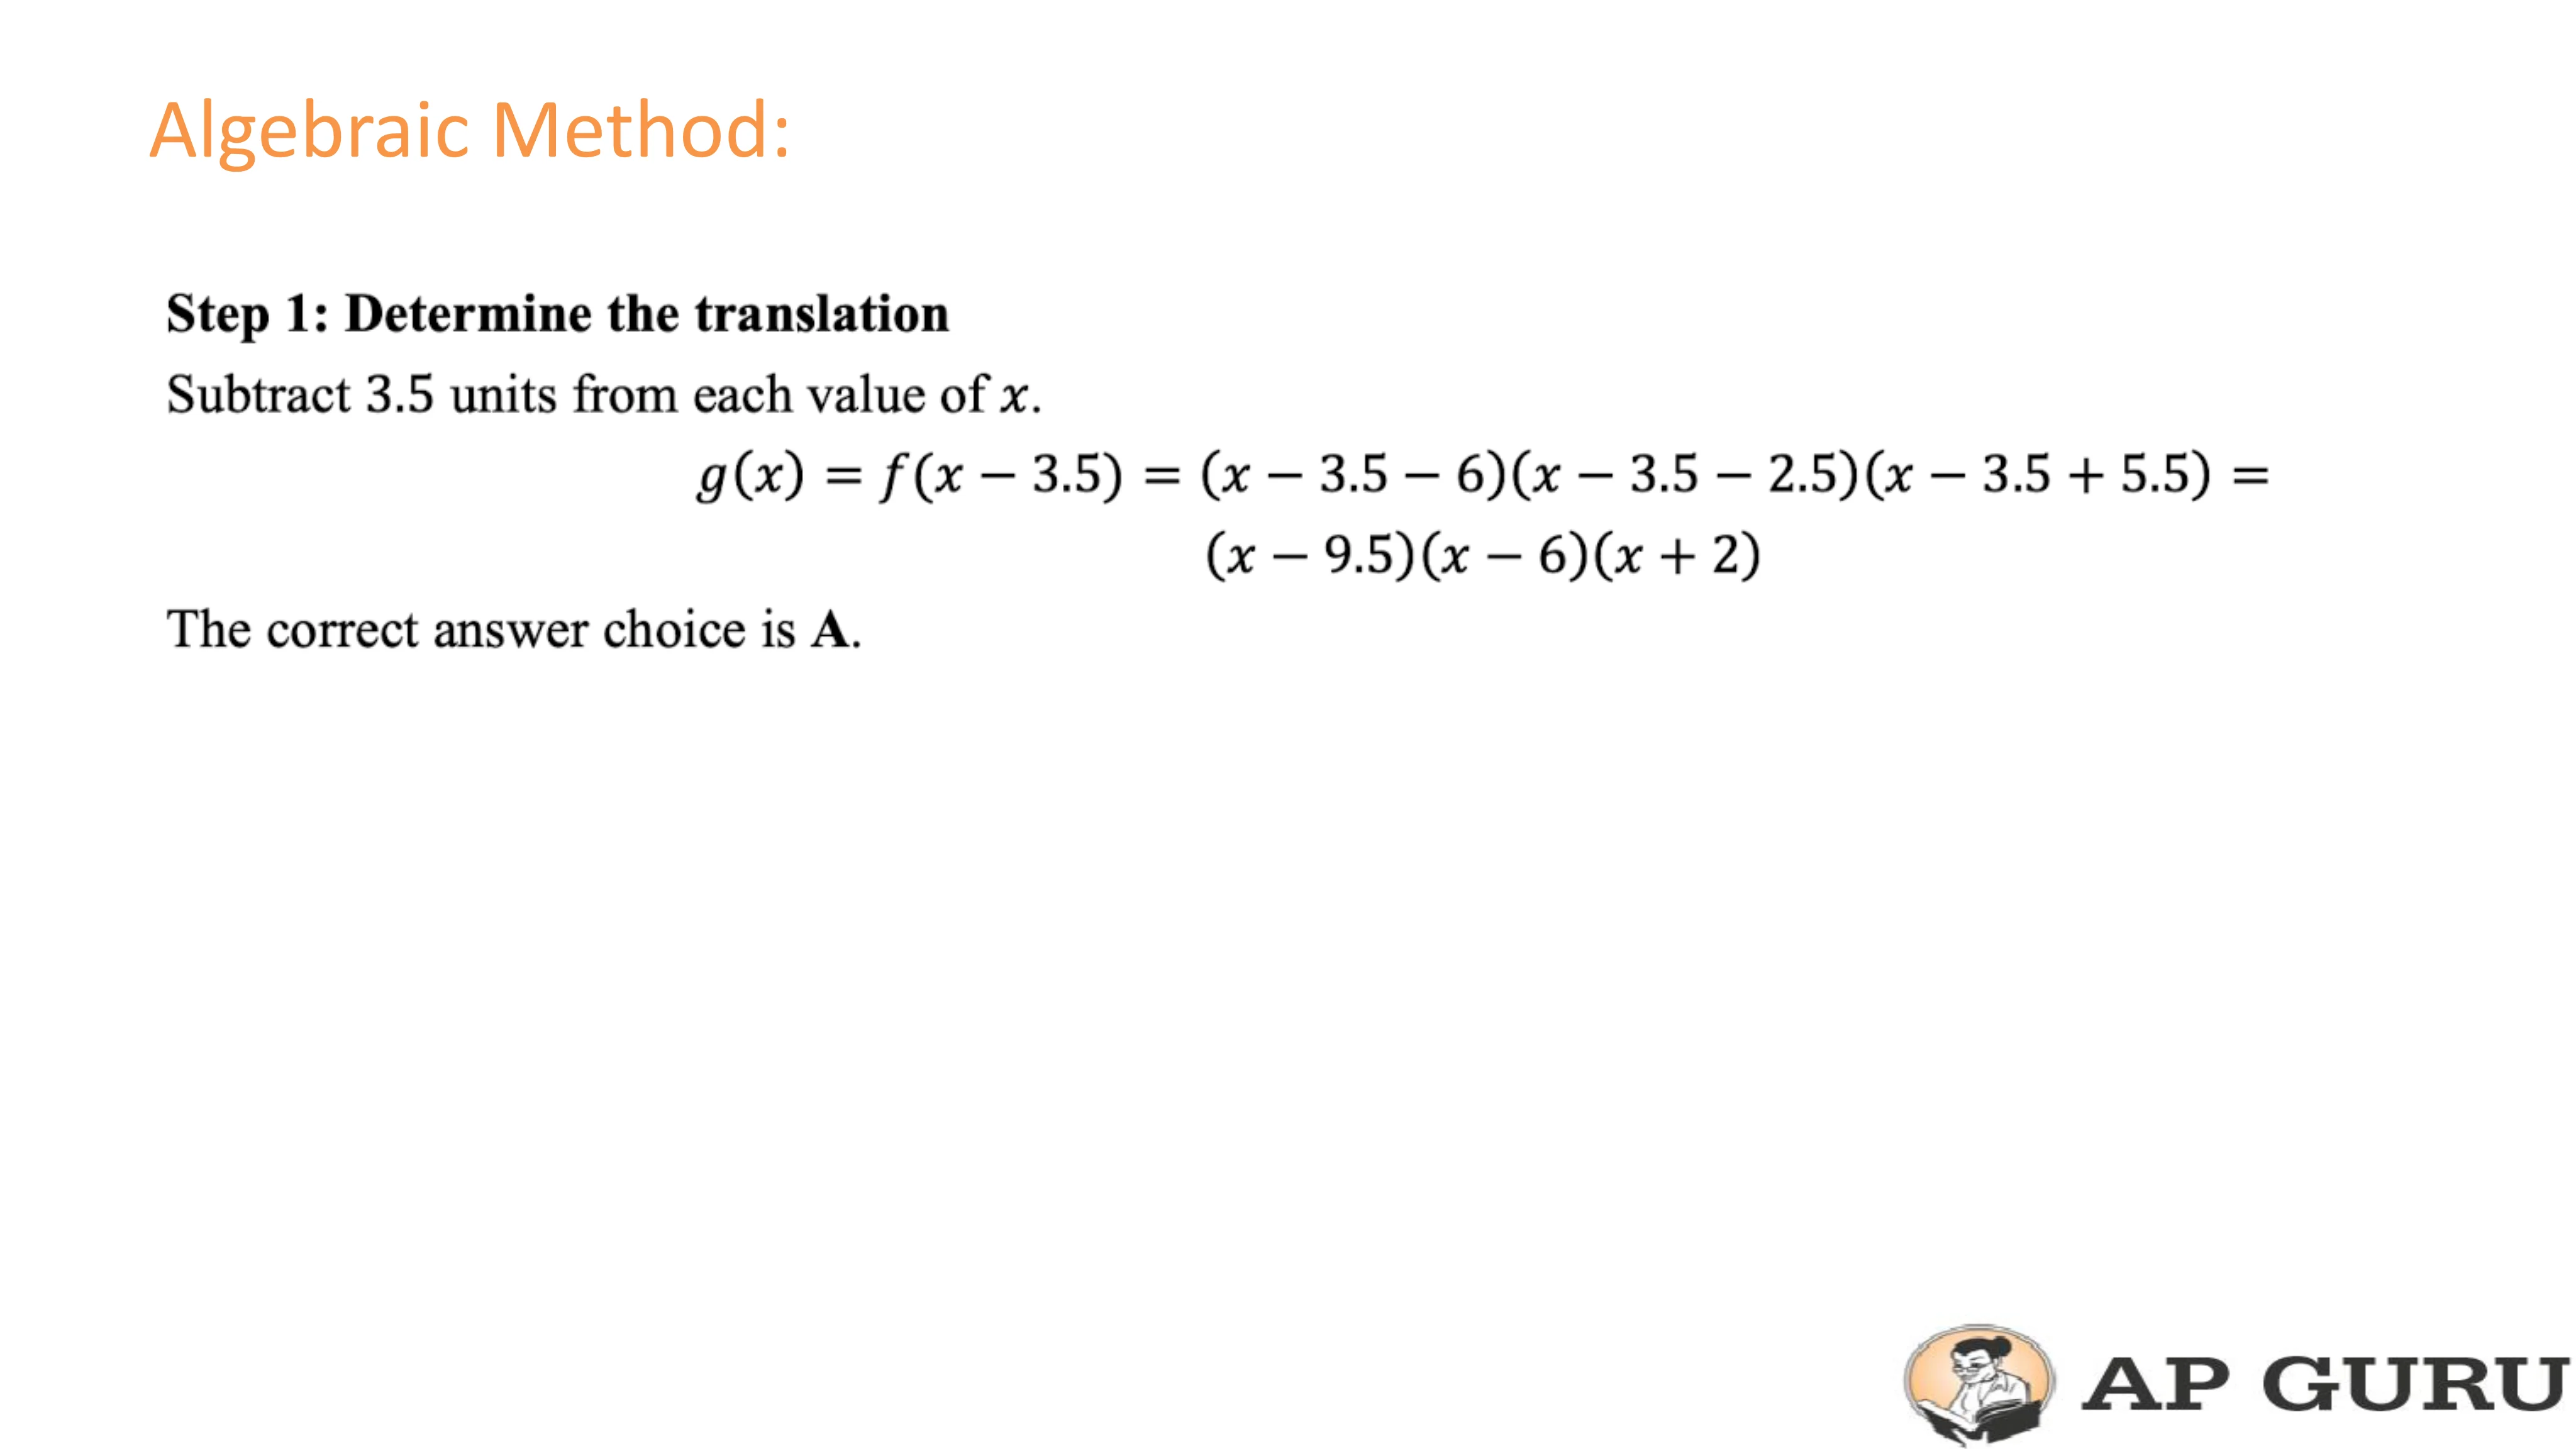 Algebraic Method:
Step 1: Determine the translation
Subtract 3.5 units from each value of x.
g(x) = f(x − 3.5) = (x − 3.5 − 6)(x − 3.5 − 2.5)(x − 3.5 + 5.5) =
(x − 9.5)(x − 6)(x + 2)
The correct answer choice is A.
AP GURU